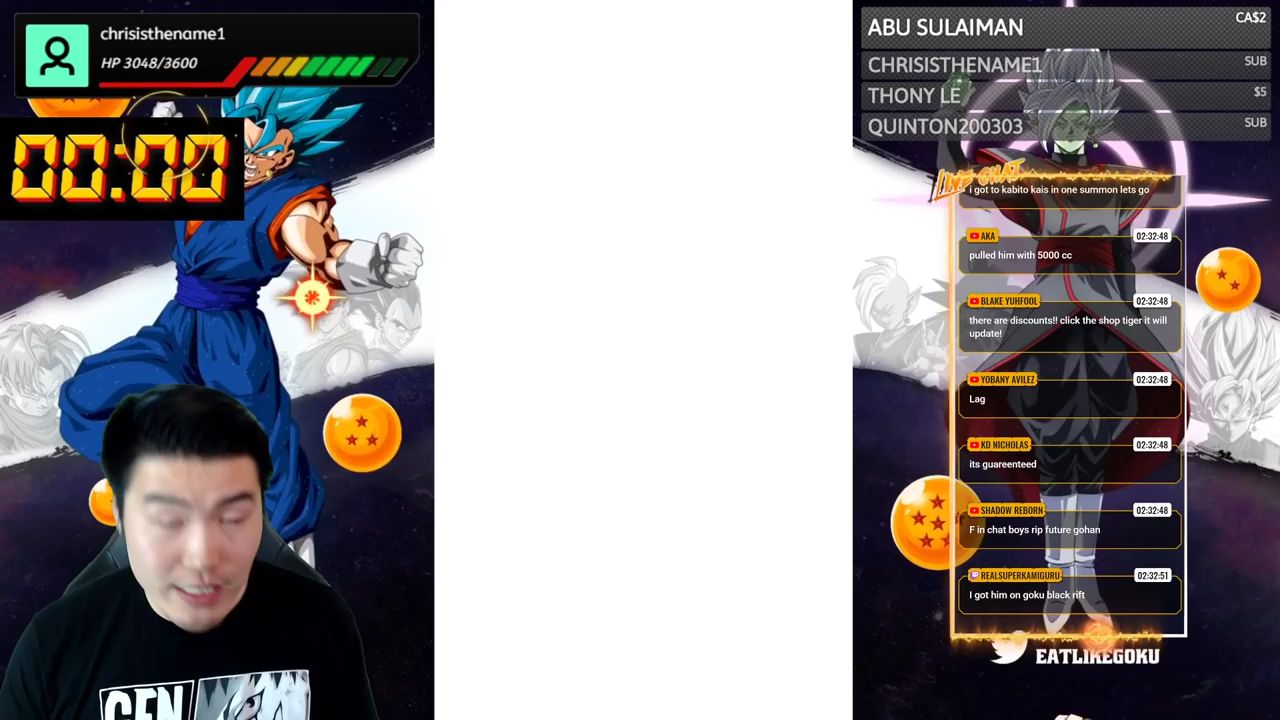 chrisisthename1
HP 3048/3600
00:00
GEN
ABU SULAIMAN
CA$2
CHRISISTHENAME1
SUB
THONY LE
$5
QUINTON200303
SUB
LIVE CHAT
i got to kabito kais in one summon lets go
AKA
02:32:48
pulled him with 5000 cc
BLAKE YUHFOOL
02:32:48
there are discounts!! click the shop tiger it will
update!
YOBANY AVILEZ
02:32:48
Lag
KD NICHOLAS
02:32:48
its guareenteed
SHADOW REBORN
02:32:48
F in chat boys rip future gohan
REALSUPERKAMIGURU
02:32:51
I got him on goku black rift
EATLIKEGOKU